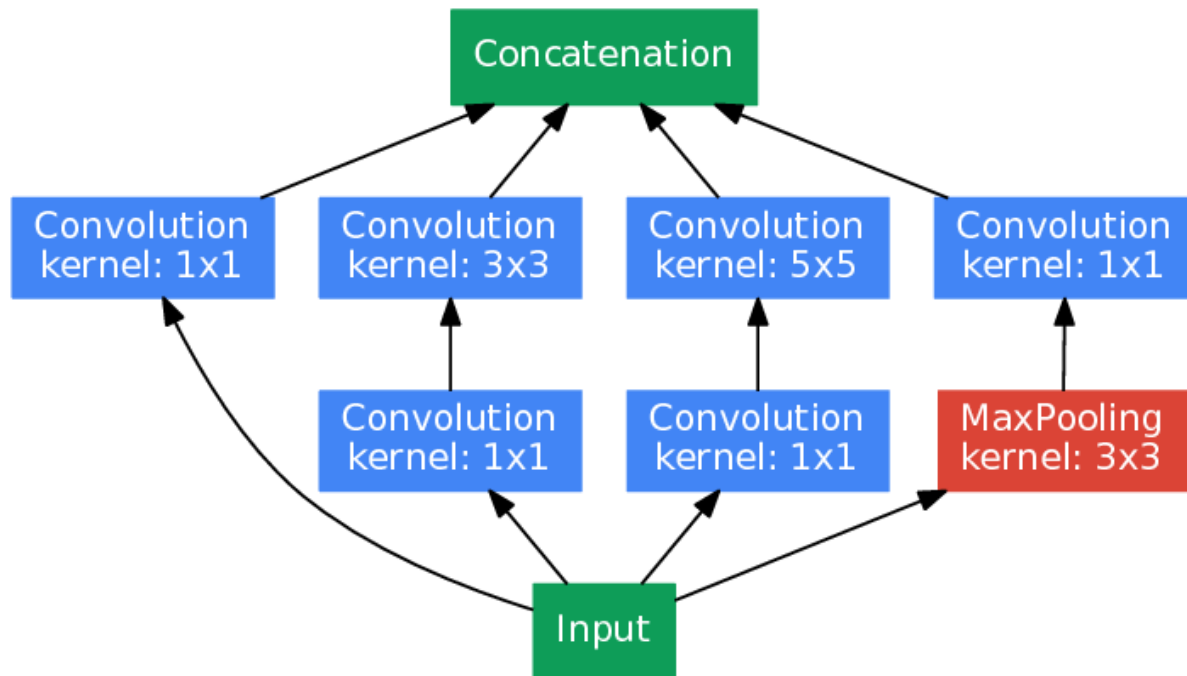 Concatenation
Convolution
kernel: 1x1
Convolution
kernel: 3x3
Convolution
kernel: 5x5
Convolution
kernel: 1x1
Convolution
kernel: 1x1
Convolution
kernel: 1x1
MaxPooling
kernel: 3x3
Input